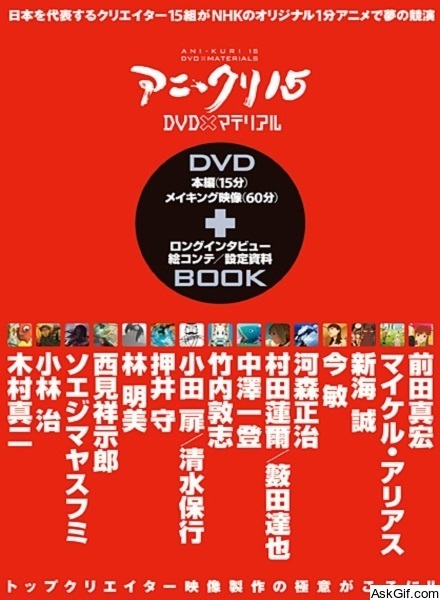 日本を代表するクリエイター15組がNHKのオリジナル1分アニメで夢の競演
ANI・KURI 15
DVD×MATERIALS
アニ・クリ15
DVD×マテリアル
DVD
本編(15分)
メイキング映像(60分)
+
ロングインタビュー
絵コンテ/設定資料
BOOK
前田真宏
マイケル・アリアス
新海 誠
今 敏
河森正治
村田蓮爾/籔田達也
中澤一登
竹内敦志
小田 扉/清水保行
押井 守
林 明美
西見祥示郎
ソエジマヤスフミ
小林 治
木村真二
トップクリエイター映像製作の極意がここに!!
AskGif.com